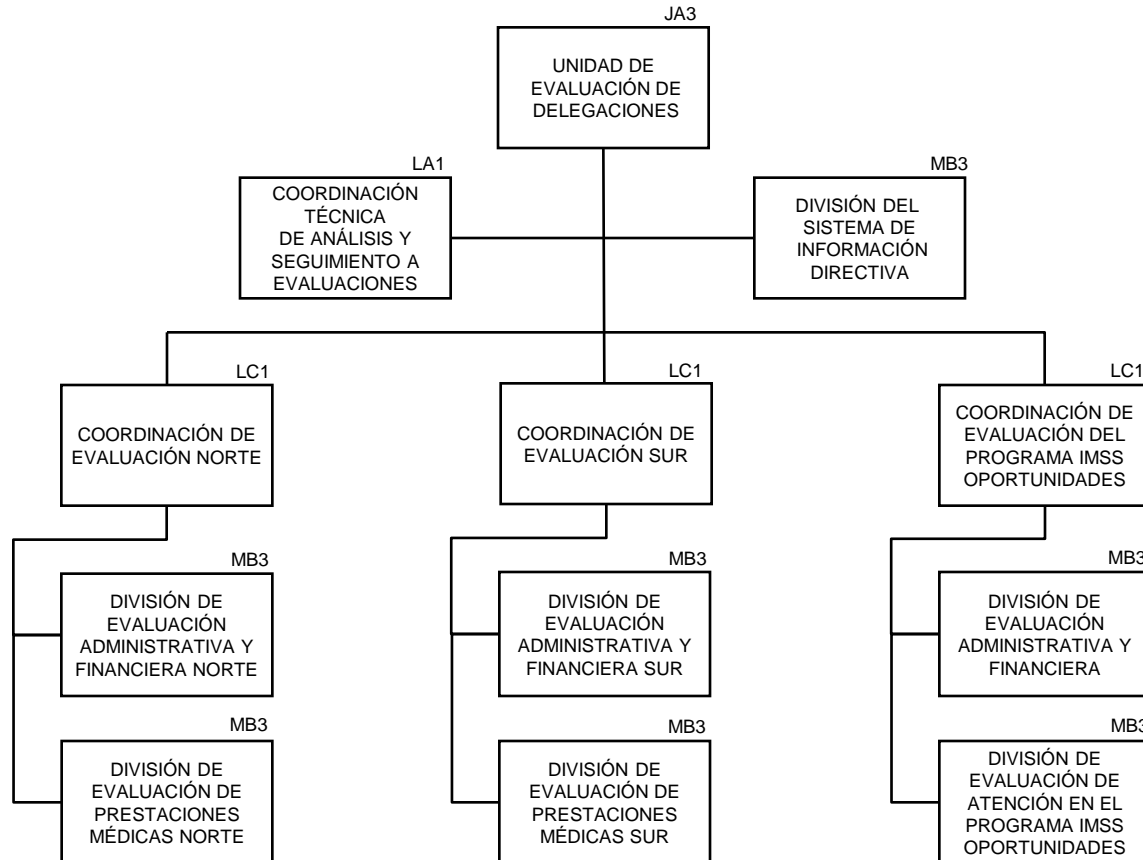 JA3
UNIDAD DE
EVALUACIÓN DE
DELEGACIONES
LA1
COORDINACIÓN
TÉCNICA
DE ANÁLISIS Y
SEGUIMIENTO A
EVALUACIONES
MB3
DIVISIÓN DEL
SISTEMA DE
INFORMACIÓN
DIRECTIVA
LC1
COORDINACIÓN DE
EVALUACIÓN NORTE
LC1
COORDINACIÓN DE
EVALUACIÓN SUR
LC1
COORDINACIÓN DE
EVALUACIÓN DEL
PROGRAMA IMSS
OPORTUNIDADES
MB3
DIVISIÓN DE
EVALUACIÓN
ADMINISTRATIVA Y
FINANCIERA NORTE
MB3
DIVISIÓN DE
EVALUACIÓN
ADMINISTRATIVA Y
FINANCIERA SUR
MB3
DIVISIÓN DE
EVALUACIÓN
ADMINISTRATIVA Y
FINANCIERA
MB3
DIVISIÓN DE
EVALUACIÓN DE
PRESTACIONES
MÉDICAS NORTE
MB3
DIVISIÓN DE
EVALUACIÓN DE
PRESTACIONES
MÉDICAS SUR
MB3
DIVISIÓN DE
EVALUACIÓN DE
ATENCIÓN EN EL
PROGRAMA IMSS
OPORTUNIDADES